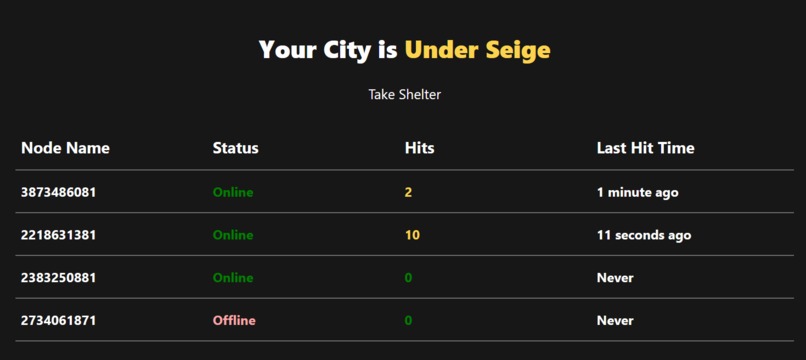 Your City is Under Seige
Take Shelter
Node Name Status Hits Last Hit Time
3873486081 Online 2 1 minute ago
2218631381 Online 10 11 seconds ago
2383250881 Online 0 Never
2734061871 Offline 0 Never